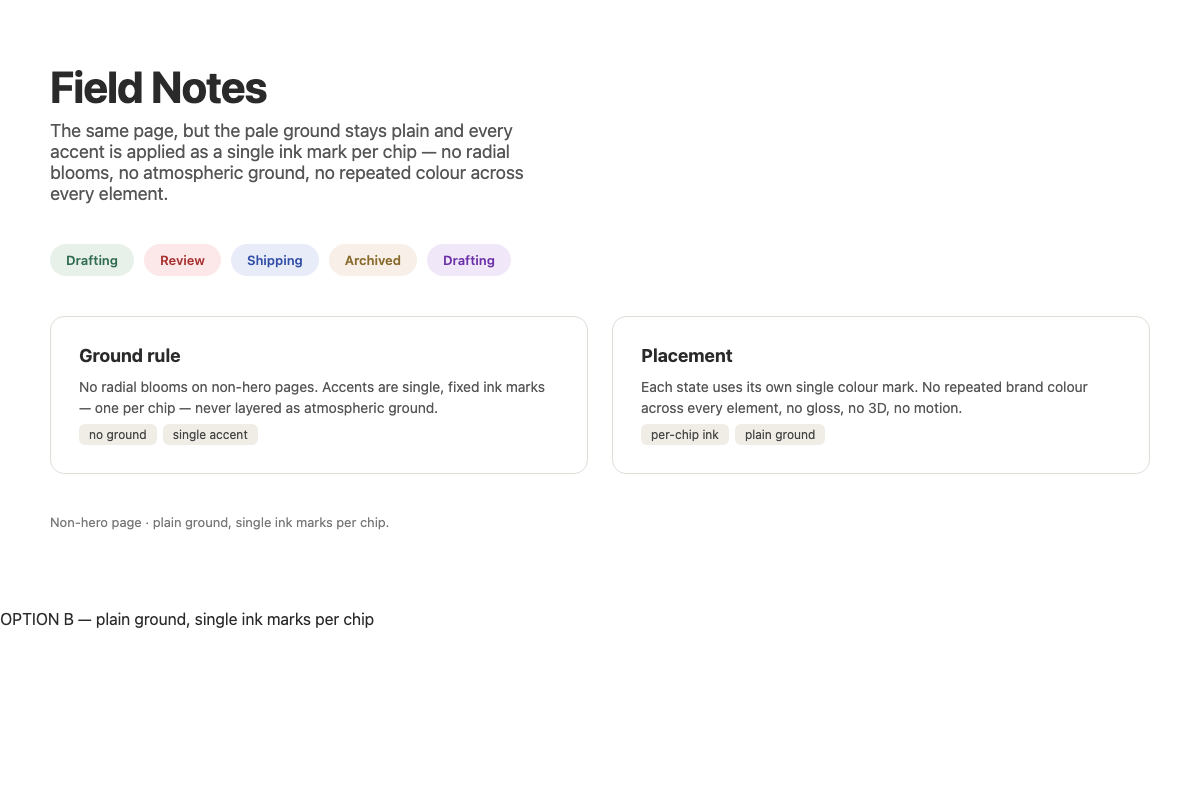 Field Notes
The same page, but the pale ground stays plain and every
accent is applied as a single ink mark per chip — no radial
blooms, no atmospheric ground, no repeated colour across
every element.
Drafting Review Shipping Archived Drafting
Ground rule
No radial blooms on non-hero pages. Accents are single, fixed ink marks
— one per chip — never layered as atmospheric ground.
no ground single accent
Placement
Each state uses its own single colour mark. No repeated brand colour
across every element, no gloss, no 3D, no motion.
per-chip ink plain ground
Non-hero page · plain ground, single ink marks per chip.
OPTION B — plain ground, single ink marks per chip